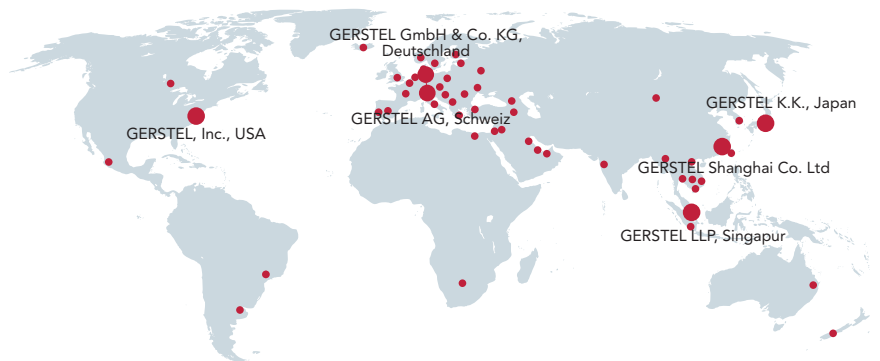 GERSTEL GmbH & Co. KG,
Deutschland
GERSTEL K.K., Japan
GERSTEL AG, Schweiz
GERSTEL, Inc., USA
GERSTEL Shanghai Co. Ltd
GERSTEL LLP, Singapur